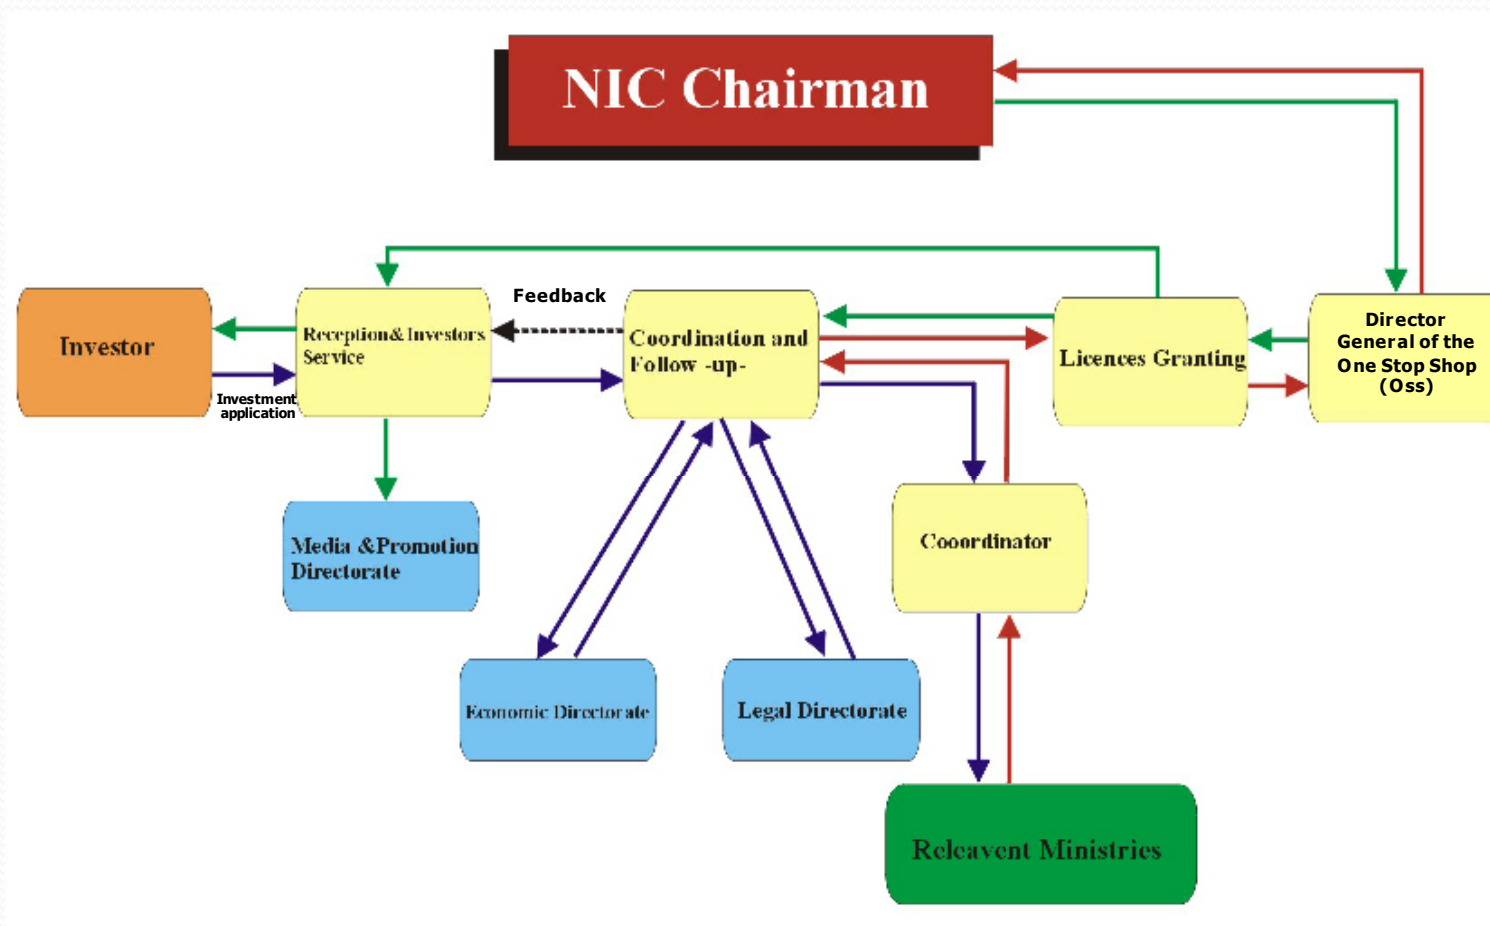 NIC Chairman
Feedback
Investor
Reception&Investors
Service
Coordination and
Follow -up-
Licences Granting
Director
General of the
One Stop Shop
(Oss)
Investment
application
Media &Promotion
Directorate
Cooordinator
Economic Directorate
Legal Directorate
Releavent Ministries